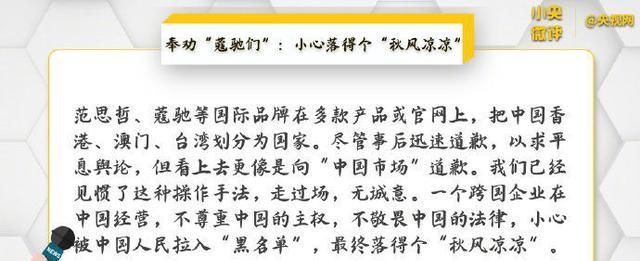 小央
微评
@央视网
奉劝“蔻驰们”：小心落得个“秋风凉凉”
范思哲、蔻驰等国际品牌在多款产品或官网上，把中国香
港、澳门、台湾划分为国家。尽管事后迅速道歉，以求平
息舆论，但看上去更像是向“中国市场”道歉。我们已经
见惯了这种操作手法，走过场，无诚意。一个跨国企业在
中国经营，不尊重中国的主权，不敬畏中国的法律，小心
被中国人民拉入“黑名单”，最终落得个“秋风凉凉”。
NEWS